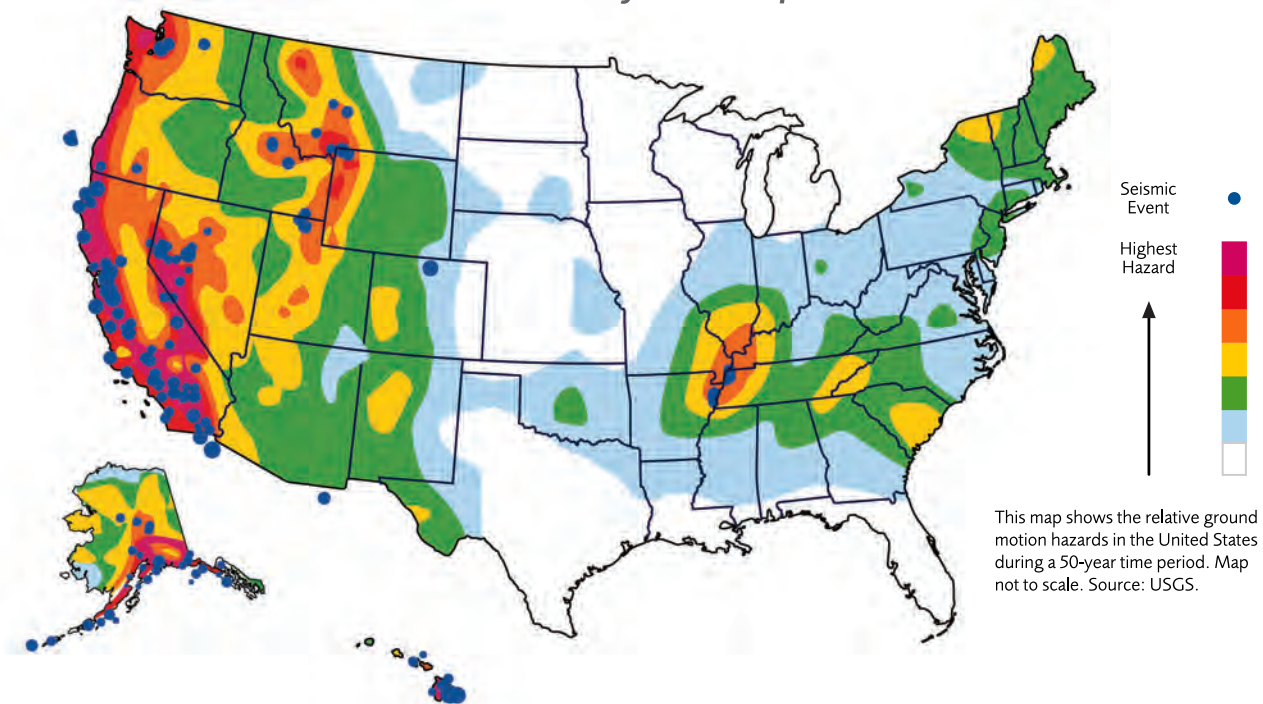 Seismic
Event
Highest
Hazard
This map shows the relative ground
motion hazards in the United States
during a 50-year time period. Map
not to scale. Source: USGS.